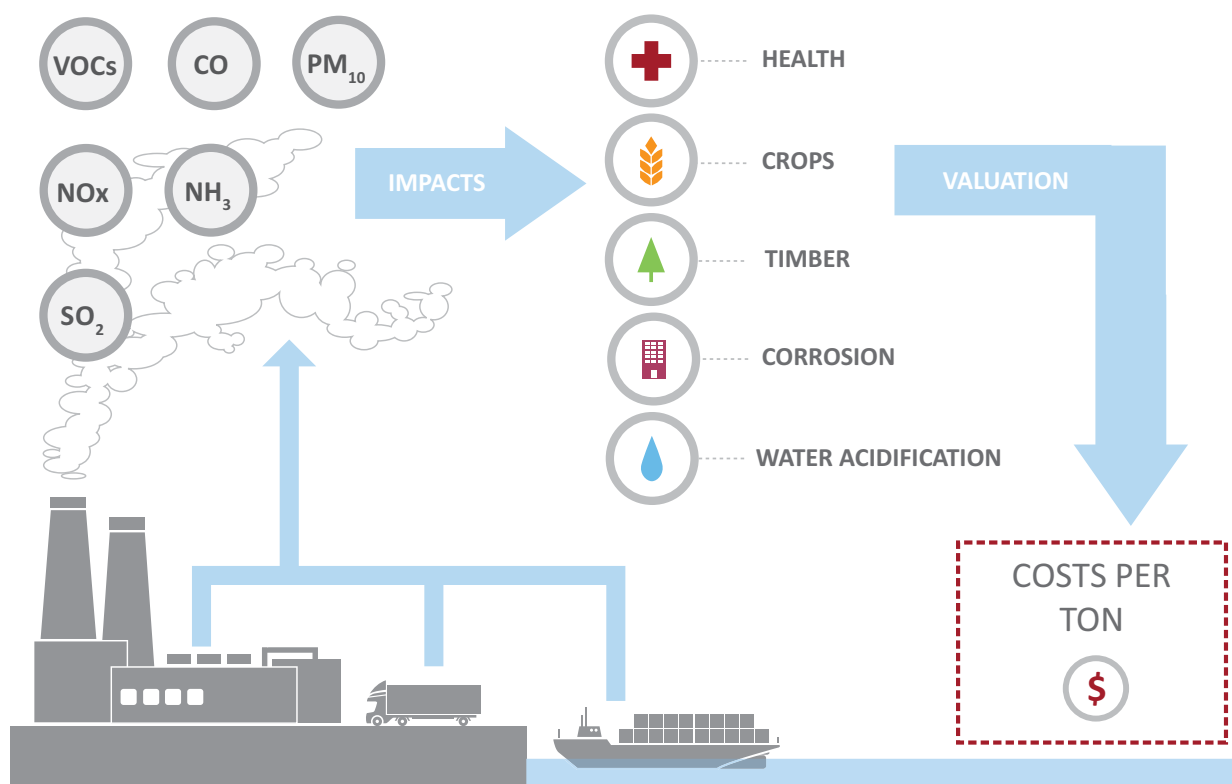 VOCs
CO
PM₁₀
NOx
NH₃
SO₂
IMPACTS
HEALTH
CROPS
TIMBER
CORROSION
WATER ACIDIFICATION
VALUATION
COSTS PER
TON
$